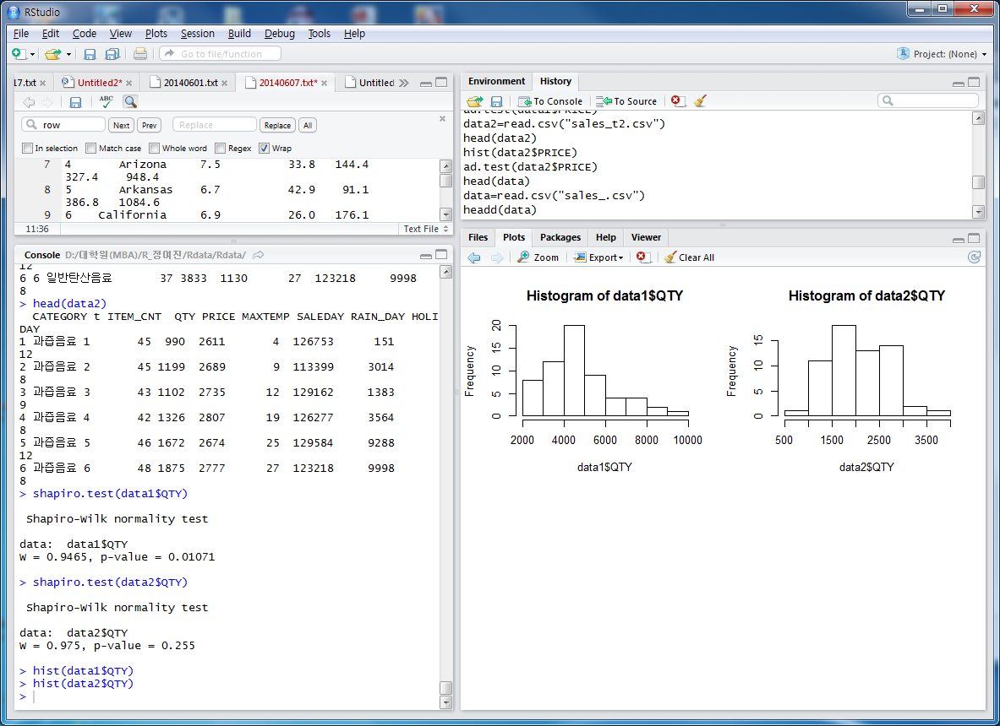 RStudio
File Edit Code View Plots Session Build Debug Tools Help
Go to file/function
Project: (None)
17.txt Untitled2* 20140601.txt 20140607.txt* Untitled
ABC
row Next Prev Replace Replace All
In selection Match case Whole word Regex Wrap
7 4 Arizona 7.5 33.8 144.4
327.4 948.4
8 5 Arkansas 6.7 42.9 91.1
386.8 1084.6
9 6 California 6.9 26.0 176.1
11:36 Text File
Console D:/대학원(MBA)/R_정여진/Rdata/Rdata/
12
6 6 일반탄산음료 37 3833 1130 27 123218 9998
8
> head(data2)
CATEGORY t ITEM_CNT QTY PRICE MAXTEMP SALEDAY RAIN_DAY HOLI
DAY
1 과즙음료 1 45 990 2611 4 126753 151
12
2 과즙음료 2 45 1199 2689 9 113399 3014
8
3 과즙음료 3 43 1102 2735 12 129162 1383
9
4 과즙음료 4 42 1326 2807 19 126277 3564
8
5 과즙음료 5 46 1672 2674 25 129584 9288
12
6 과즙음료 6 48 1875 2777 27 123218 9998
8
> shapiro.test(data1$QTY)
Shapiro-Wilk normality test
data: data1$QTY
W = 0.9465, p-value = 0.01071
> shapiro.test(data2$QTY)
Shapiro-Wilk normality test
data: data2$QTY
W = 0.975, p-value = 0.255
> hist(data1$QTY)
> hist(data2$QTY)
>
Environment History
To Console To Source
ad.test(data1$PRICE)
data2=read.csv("sales_t2.csv")
head(data2)
hist(data2$PRICE)
ad.test(data2$PRICE)
head(data)
data=read.csv("sales_.csv")
headd(data)
Files Plots Packages Help Viewer
Zoom Export Clear All
Histogram of data1$QTY
Frequency
0 5 10 15 20
2000 4000 6000 8000 10000
data1$QTY
Histogram of data2$QTY
Frequency
0 5 10 15
500 1500 2500 3500
data2$QTY